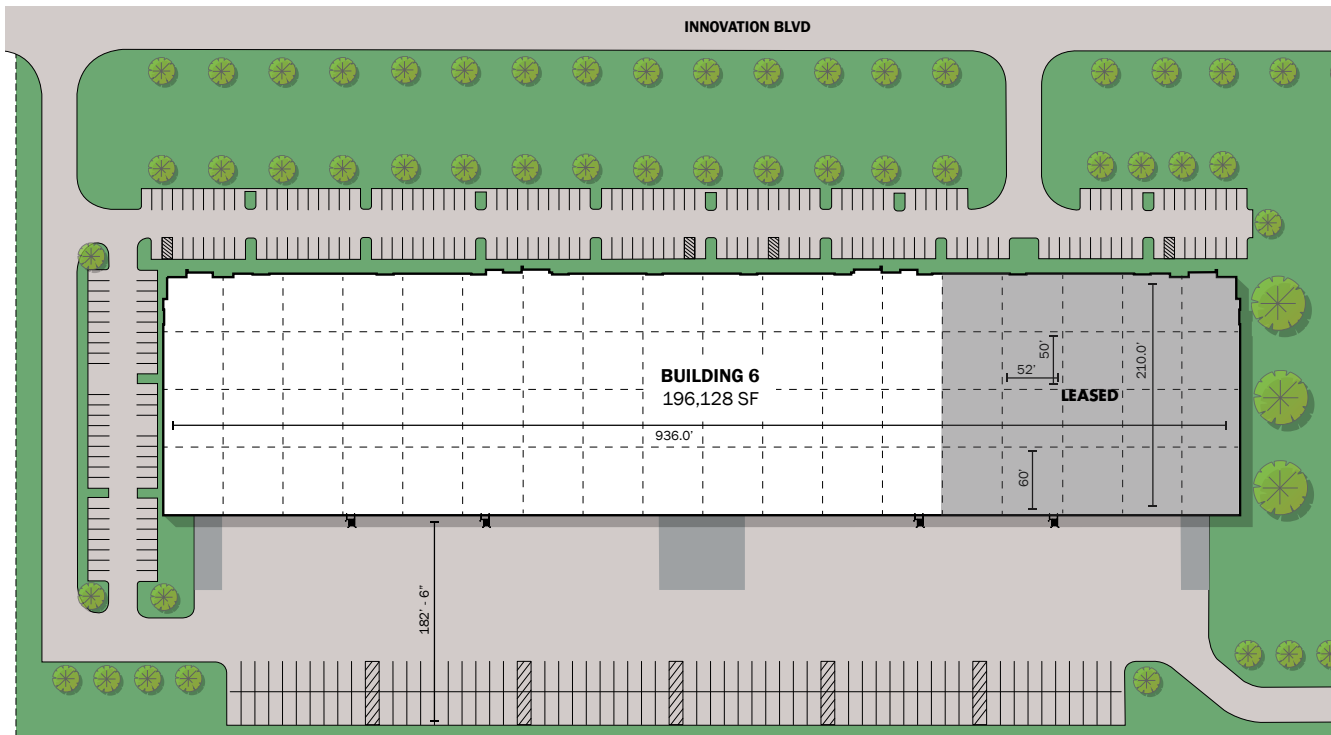 INNOVATION BLVD
BUILDING 6
196,128 SF
50'
52'
210.0'
LEASED
936.0'
60'
182' - 6"